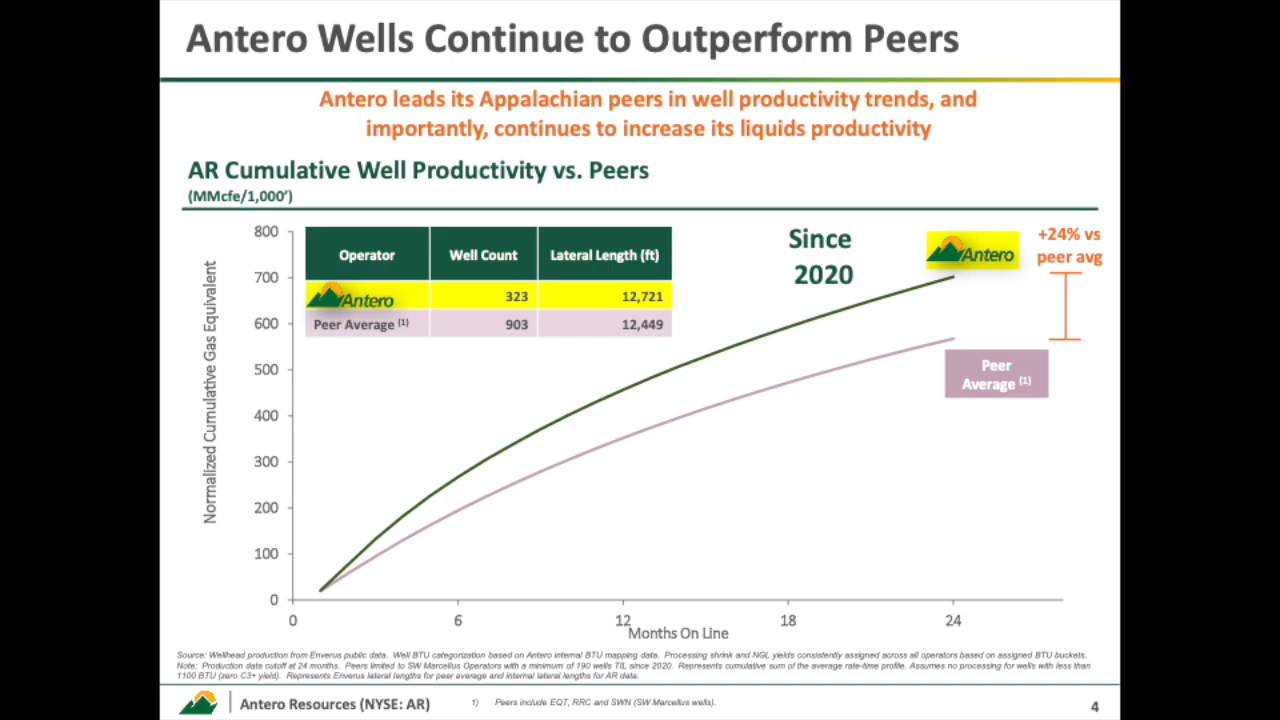 Antero Wells Continue to Outperform Peers
Antero leads its Appalachian peers in well productivity trends, and
importantly, continues to increase its liquids productivity
AR Cumulative Well Productivity vs. Peers
(MMcfe/1,000’)
Normalized Cumulative Gas Equivalent
800
700
600
500
400
300
200
100
0
Operator Well Count Lateral Length (ft)
Antero 323 12,721
Peer Average (1) 903 12,449
Since
2020
Antero
+24% vs
peer avg
Peer
Average (1)
0 6 12 18 24
Months On Line
Source: Wellhead production from Enverus public data. Well BTU categorization based on Antero internal BTU mapping data. Processing shrink and NGL yields consistently assigned across all operators based on assigned BTU buckets.
Note: Production data cutoff at 24 months. Peers limited to SW Marcellus Operators with a minimum of 190 wells TIL since 2020. Represents cumulative sum of the average rate-time profile. Assumes no processing for wells with less than
1100 BTU (zero C3+ yield). Represents Enverus lateral lengths for peer average and internal lateral lengths for AR data.
Antero Resources (NYSE: AR)
1) Peers include EQT, RRC and SWN (SW Marcellus wells).
4